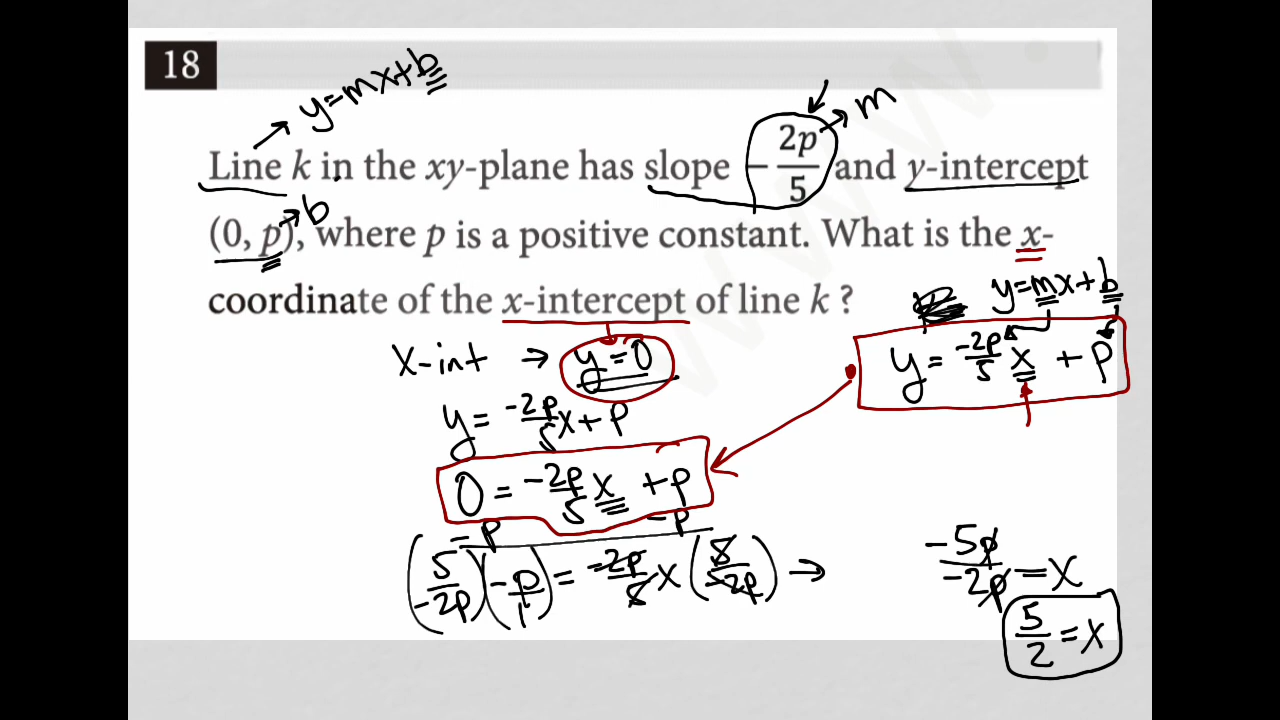 18
y=mx+b
m
Line k in the xy-plane has slope -2p/5 and y-intercept
b
(0, p), where p is a positive constant. What is the x-
coordinate of the x-intercept of line k ?
y=mx+b
x-int → y=0
y = -2p/5 x + p
y = -2p/5 x + p
0 = -2p/5 x + p
-p -p
(5/-2p)(-p/1) = -2p/5 x (5/-2p) → -5p/-2p = x
5/2 = x